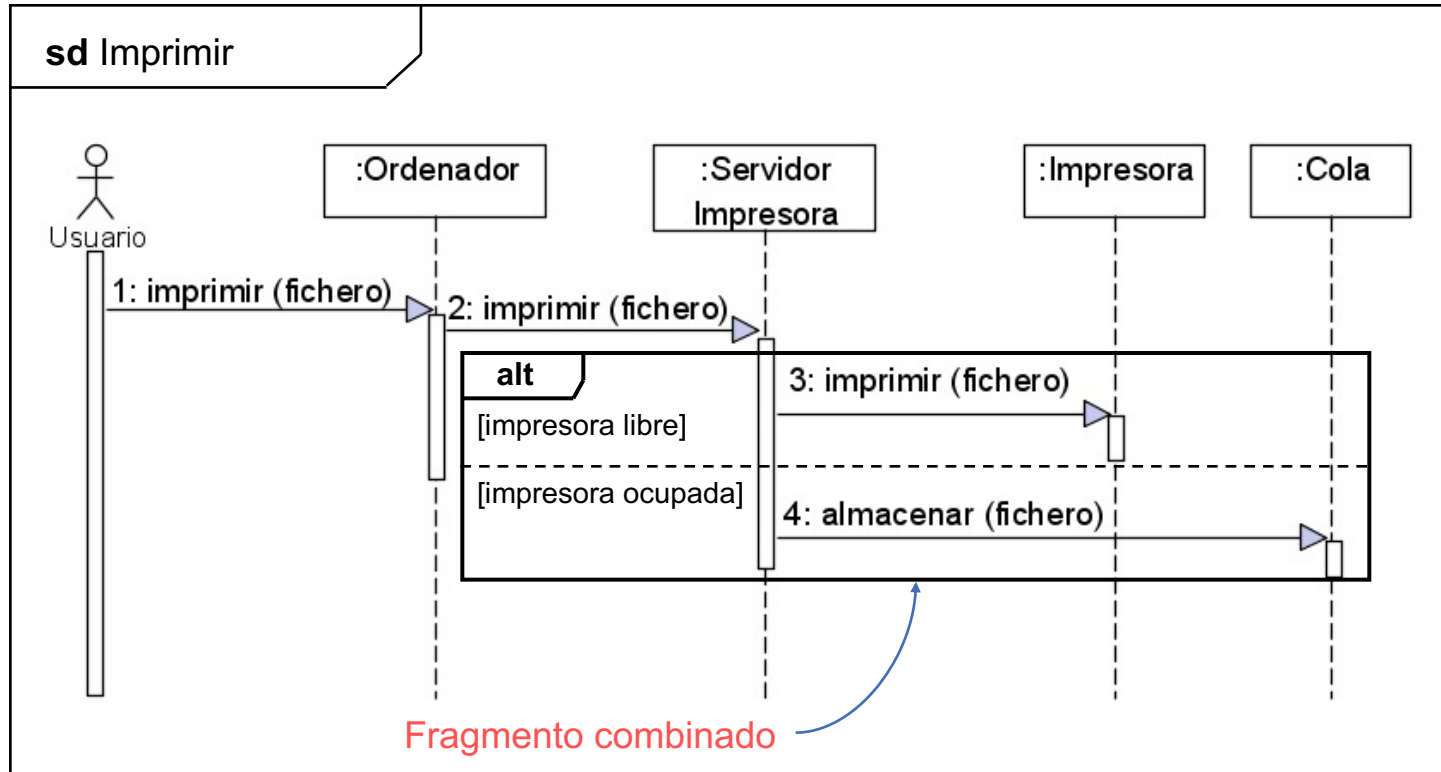 sd Imprimir
Usuario
:Ordenador
:Servidor
Impresora
:Impresora
:Cola
1: imprimir (fichero)
2: imprimir (fichero)
alt
3: imprimir (fichero)
[impresora libre]
[impresora ocupada]
4: almacenar (fichero)
Fragmento combinado